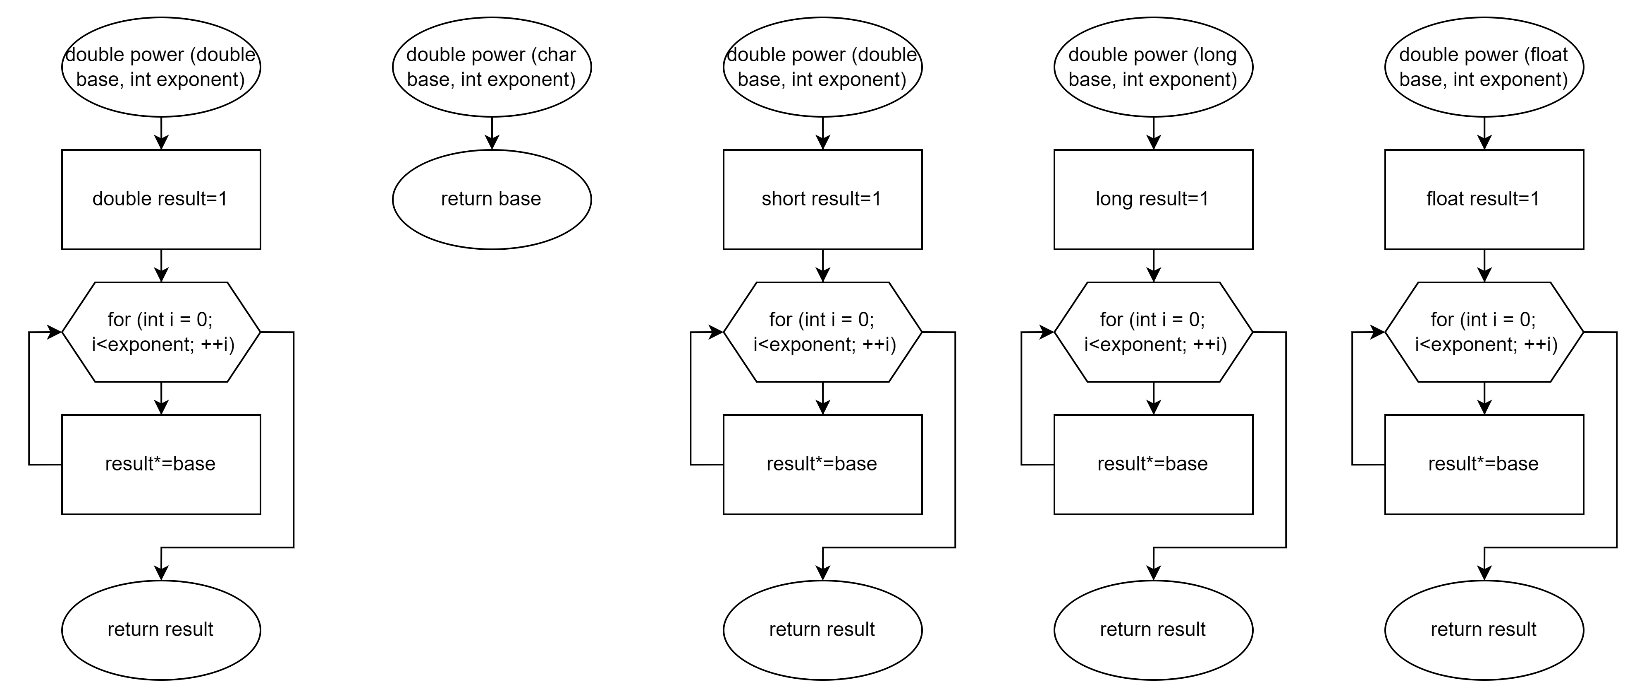 double power (double
base, int exponent)
double result=1
for (int i = 0;
i<exponent; ++i)
result*=base
return result
double power (char
base, int exponent)
return base
double power (double
base, int exponent)
short result=1
for (int i = 0;
i<exponent; ++i)
result*=base
return result
double power (long
base, int exponent)
long result=1
for (int i = 0;
i<exponent; ++i)
result*=base
return result
double power (float
base, int exponent)
float result=1
for (int i = 0;
i<exponent; ++i)
result*=base
return result